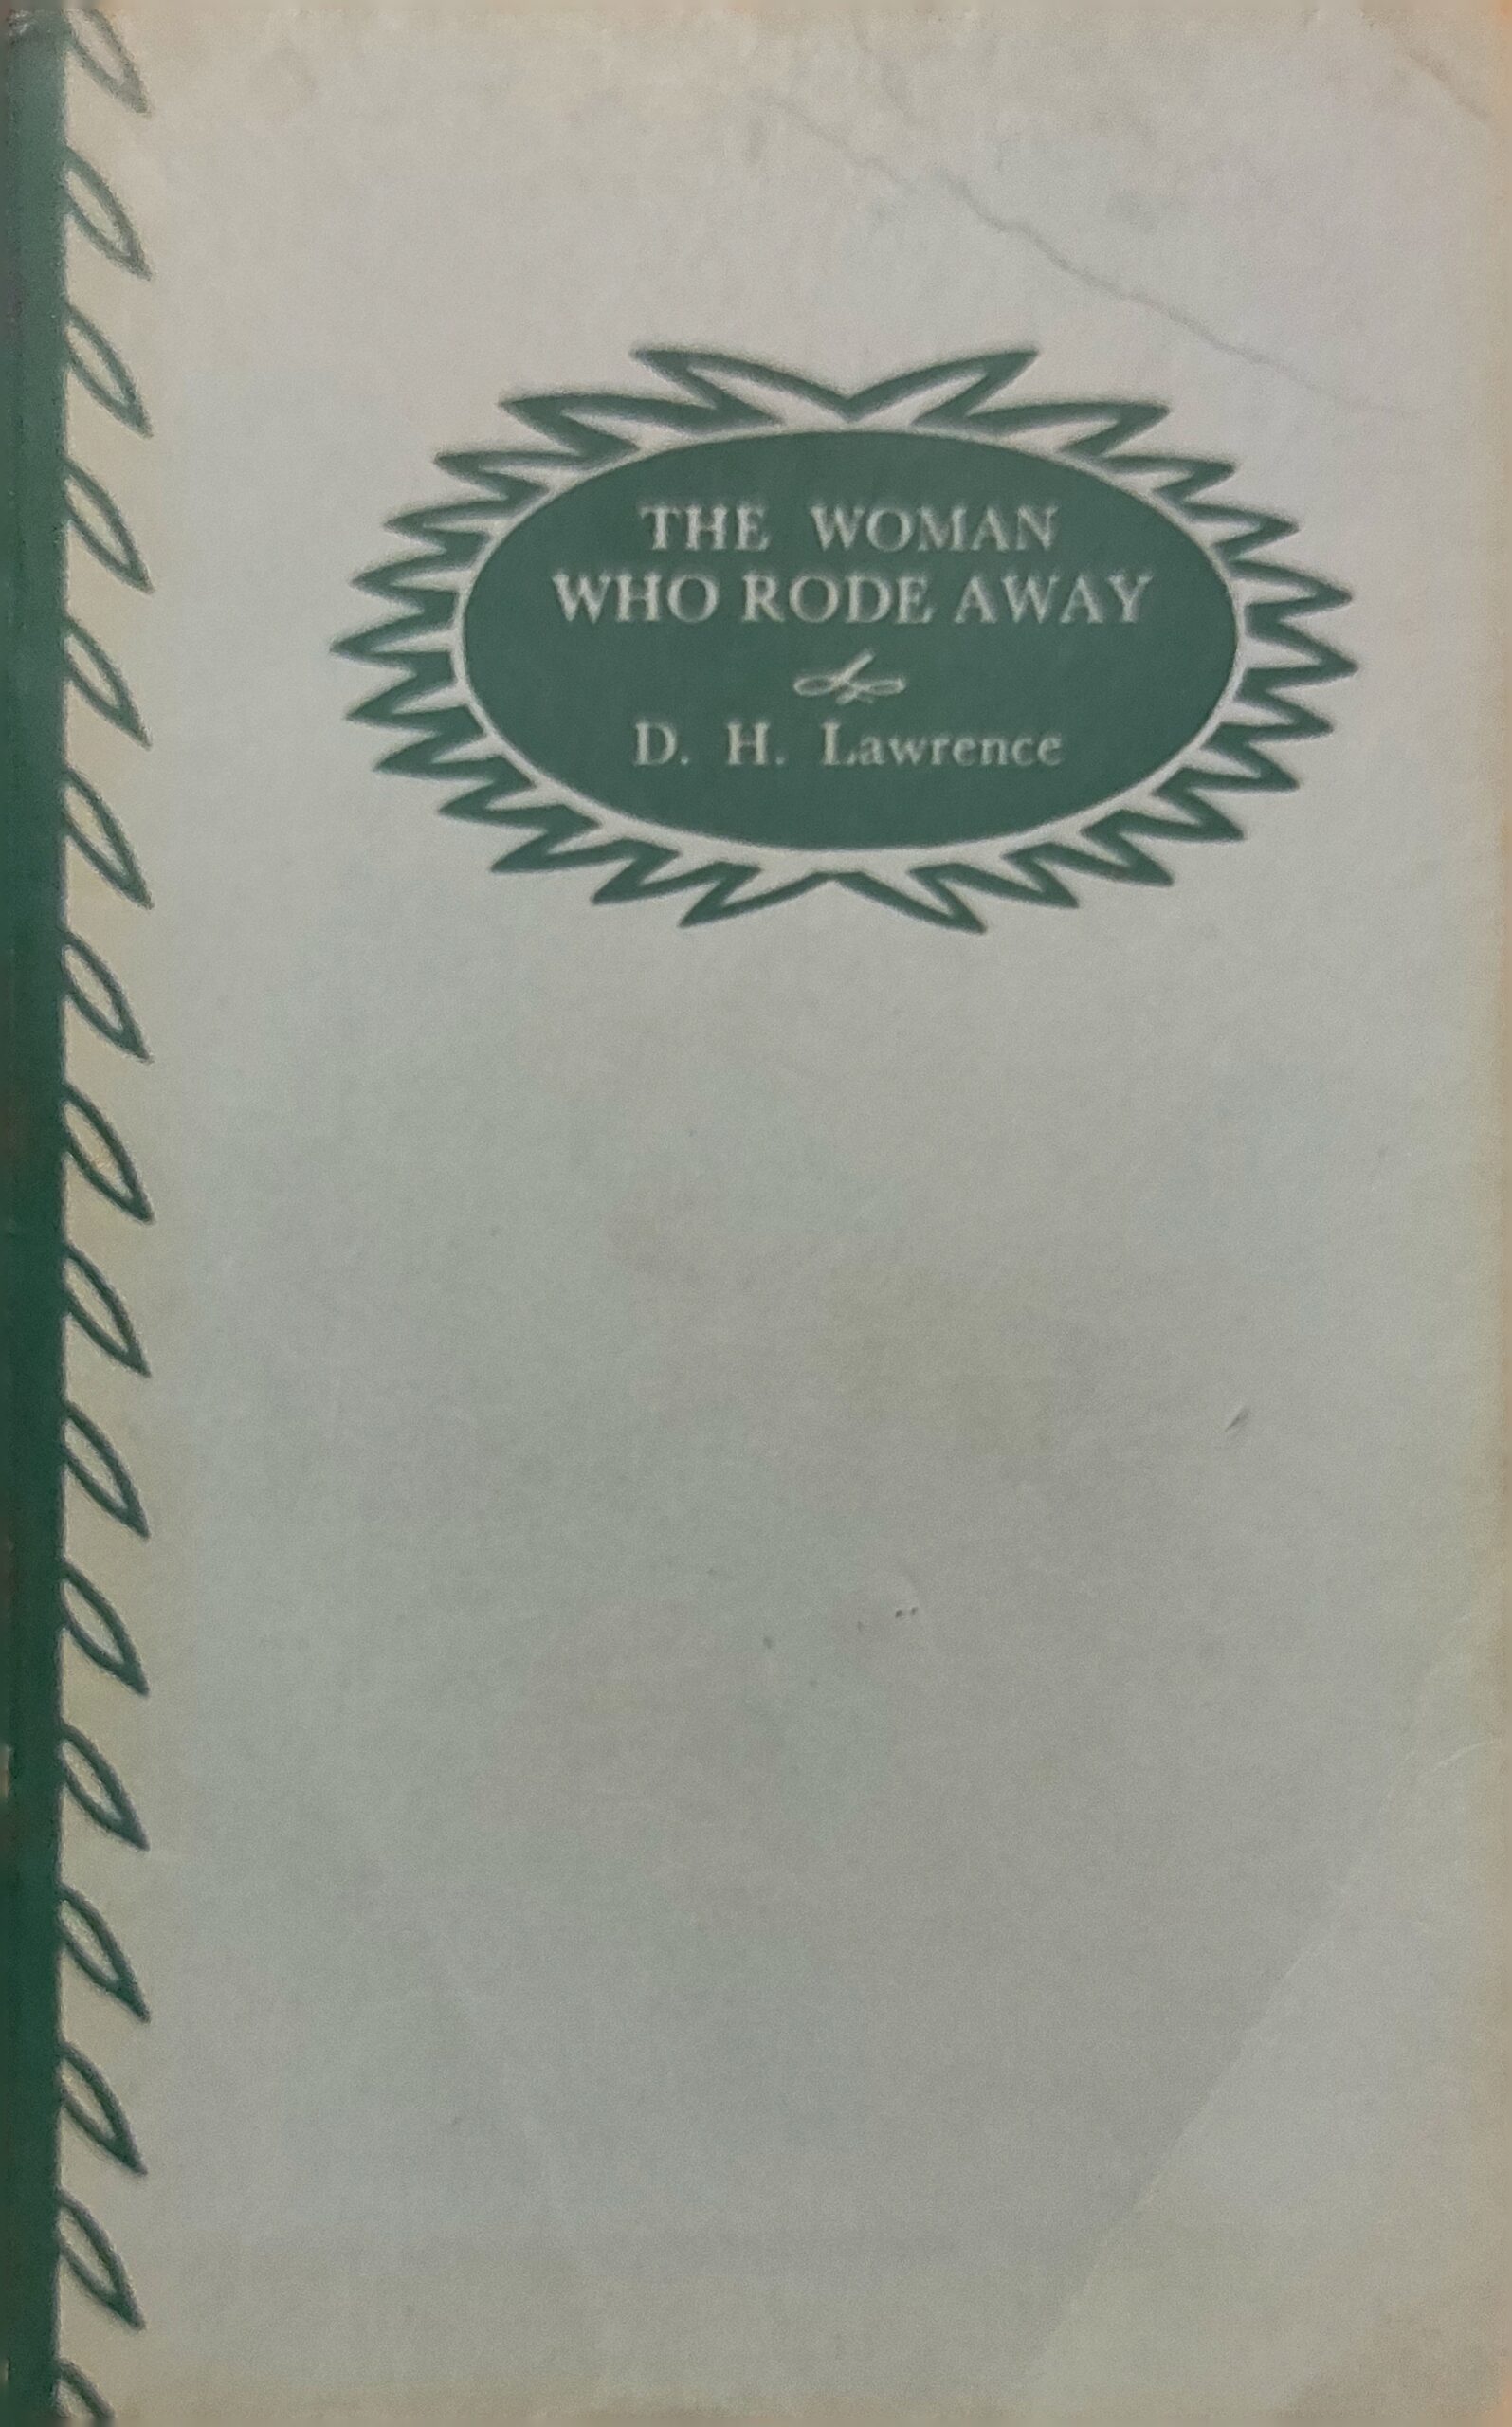 THE WOMAN
WHO RODE AWAY
D. H. Lawrence